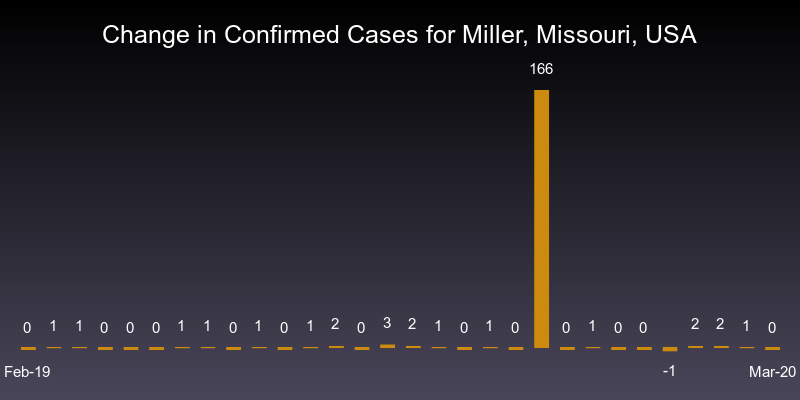 Change in Confirmed Cases for Miller, Missouri, USA
166
0 1 1 0 0 0 1 1 0 1 0 1 2 0 3 2 1 0 1 0 0 1 0 0 2 2 1 0
Feb-19 -1 Mar-20